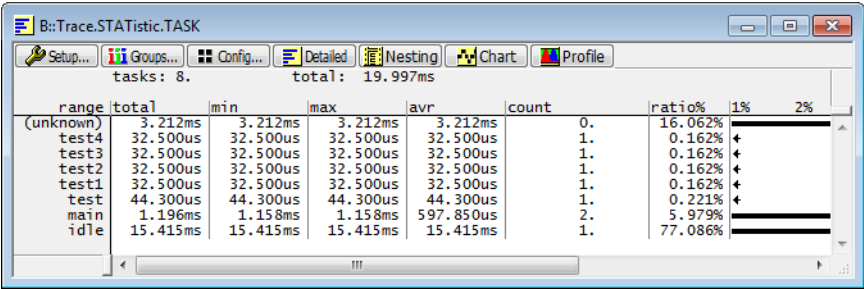 B::Trace.STATistic.TASK
Setup... Groups... Config... Detailed Nesting Chart Profile
tasks: 8. total: 19.997ms
range total min max avr count ratio% 1% 2%
(unknown) 3.212ms 3.212ms 3.212ms 3.212ms 0. 16.062%
test4 32.500us 32.500us 32.500us 32.500us 1. 0.162%
test3 32.500us 32.500us 32.500us 32.500us 1. 0.162%
test2 32.500us 32.500us 32.500us 32.500us 1. 0.162%
test1 32.500us 32.500us 32.500us 32.500us 1. 0.162%
test 44.300us 44.300us 44.300us 44.300us 1. 0.221%
main 1.196ms 1.158ms 1.158ms 597.850us 2. 5.979%
idle 15.415ms 15.415ms 15.415ms 15.415ms 1. 77.086%